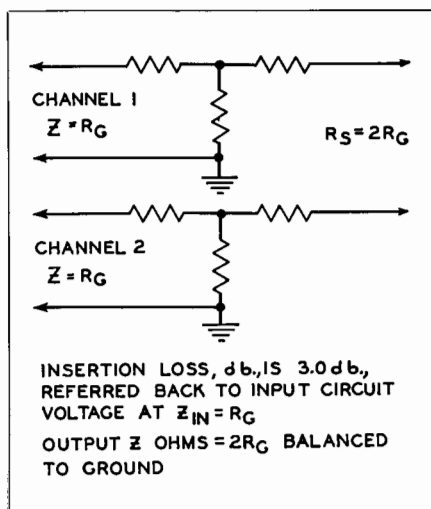 CHANNEL 1
Z = RG
RS = 2RG
CHANNEL 2
Z = RG
INSERTION LOSS, db., IS 3.0 db.,
REFERRED BACK TO INPUT CIRCUIT
VOLTAGE AT ZIN = RG
OUTPUT Z OHMS = 2RG BALANCED
TO GROUND